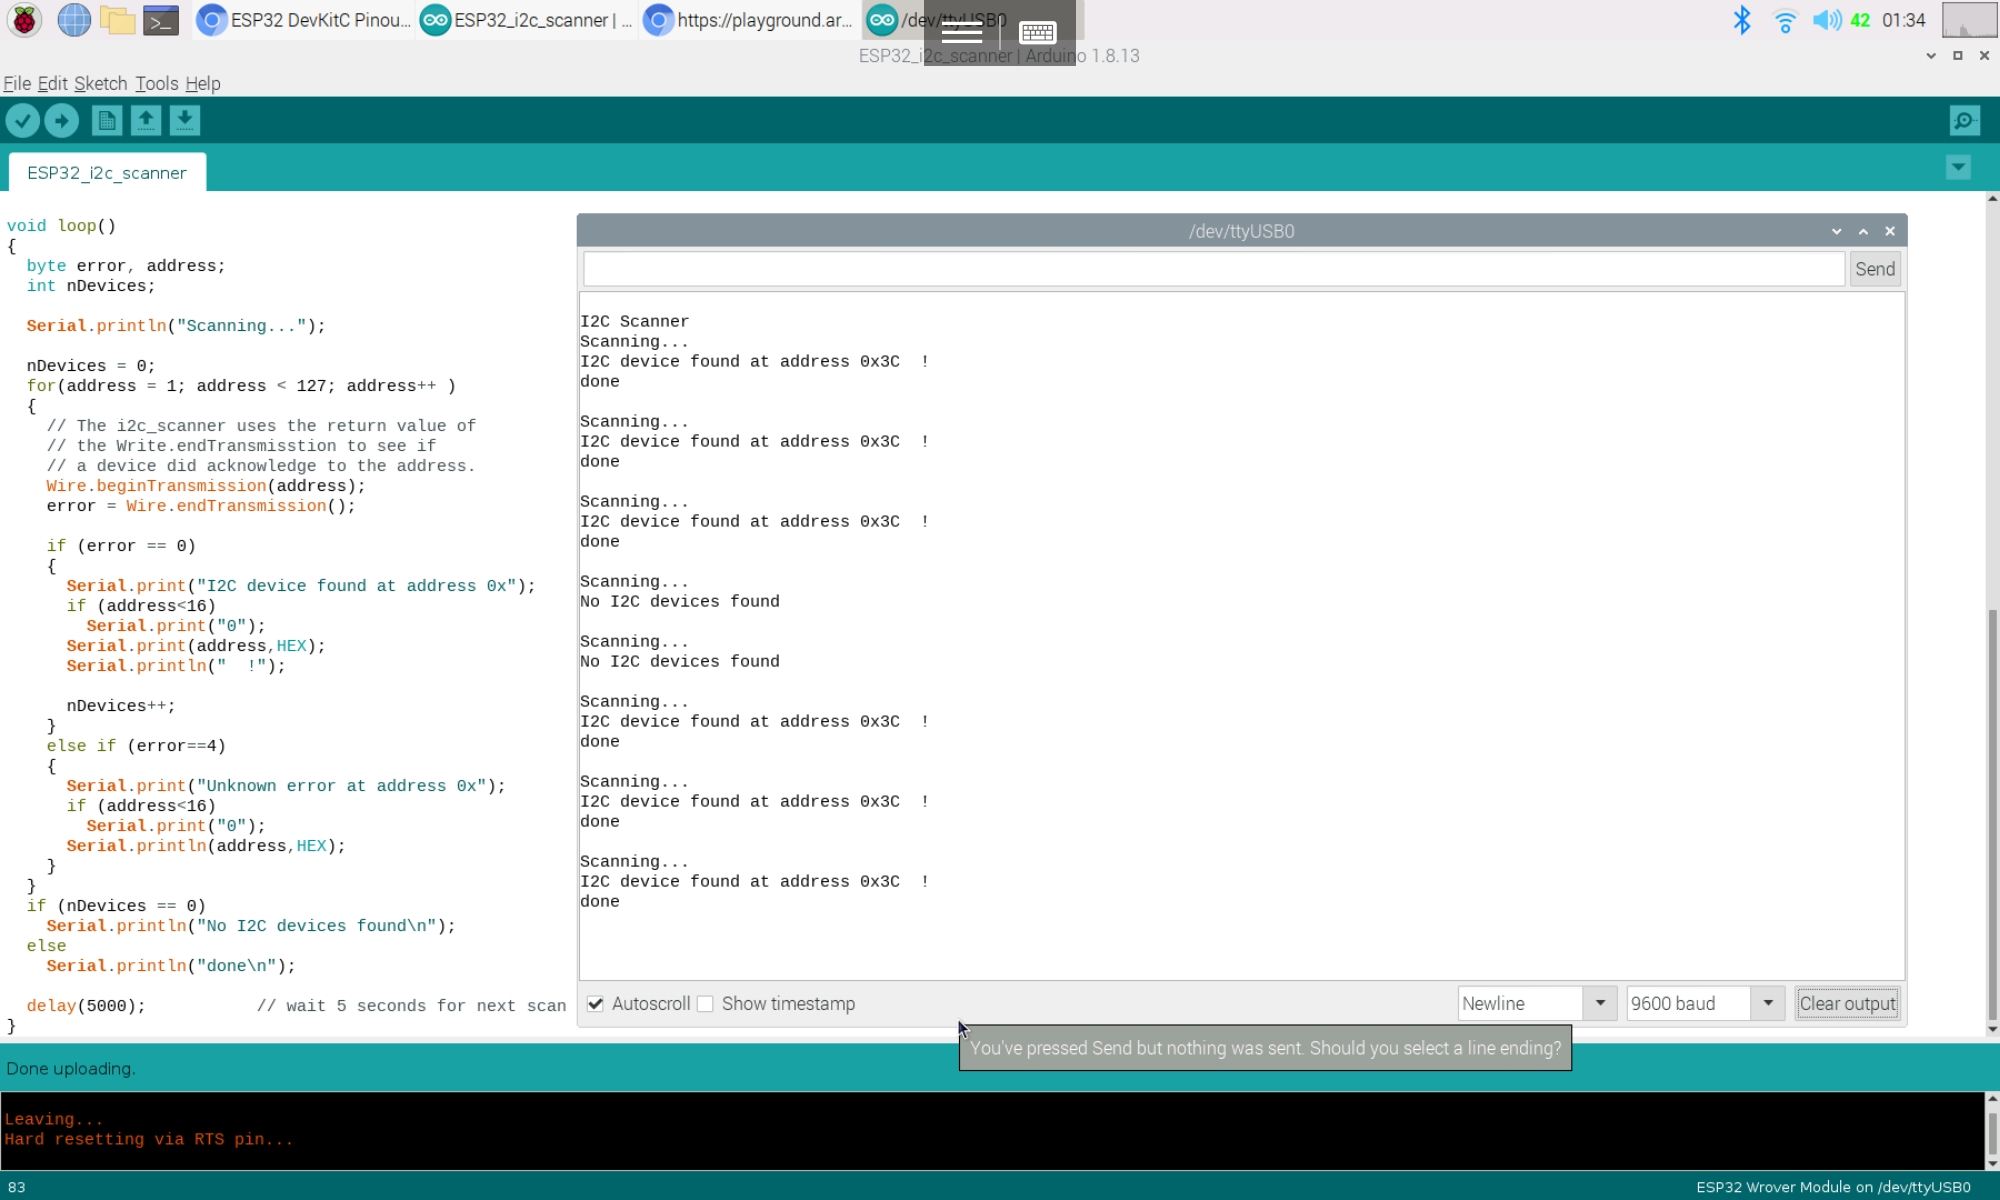 ESP32 DevKitC Pinou...
ESP32_i2c_scanner | ...
https://playground.ar...
/dev/ttyUSB0
42
01:34
ESP32_i2c_scanner | Arduino 1.8.13
File Edit Sketch Tools Help
ESP32_i2c_scanner
void loop()
{
  byte error, address;
  int nDevices;
  Serial.println("Scanning...");
  nDevices = 0;
  for(address = 1; address < 127; address++ )
  {
    // The i2c_scanner uses the return value of
    // the Write.endTransmisstion to see if
    // a device did acknowledge to the address.
    Wire.beginTransmission(address);
    error = Wire.endTransmission();
    if (error == 0)
    {
      Serial.print("I2C device found at address 0x");
      if (address<16)
        Serial.print("0");
      Serial.print(address,HEX);
      Serial.println("  !");
      nDevices++;
    }
    else if (error==4)
    {
      Serial.print("Unknown error at address 0x");
      if (address<16)
        Serial.print("0");
      Serial.println(address,HEX);
    }
  }
  if (nDevices == 0)
    Serial.println("No I2C devices found\n");
  else
    Serial.println("done\n");
  delay(5000);           // wait 5 seconds for next scan
}
/dev/ttyUSB0
Send
I2C Scanner
Scanning...
I2C device found at address 0x3C  !
done
Scanning...
I2C device found at address 0x3C  !
done
Scanning...
I2C device found at address 0x3C  !
done
Scanning...
No I2C devices found
Scanning...
No I2C devices found
Scanning...
I2C device found at address 0x3C  !
done
Scanning...
I2C device found at address 0x3C  !
done
Scanning...
I2C device found at address 0x3C  !
done
Autoscroll
Show timestamp
Newline
9600 baud
Clear output
You've pressed Send but nothing was sent. Should you select a line ending?
Done uploading.
Leaving...
Hard resetting via RTS pin...
83
ESP32 Wrover Module on /dev/ttyUSB0